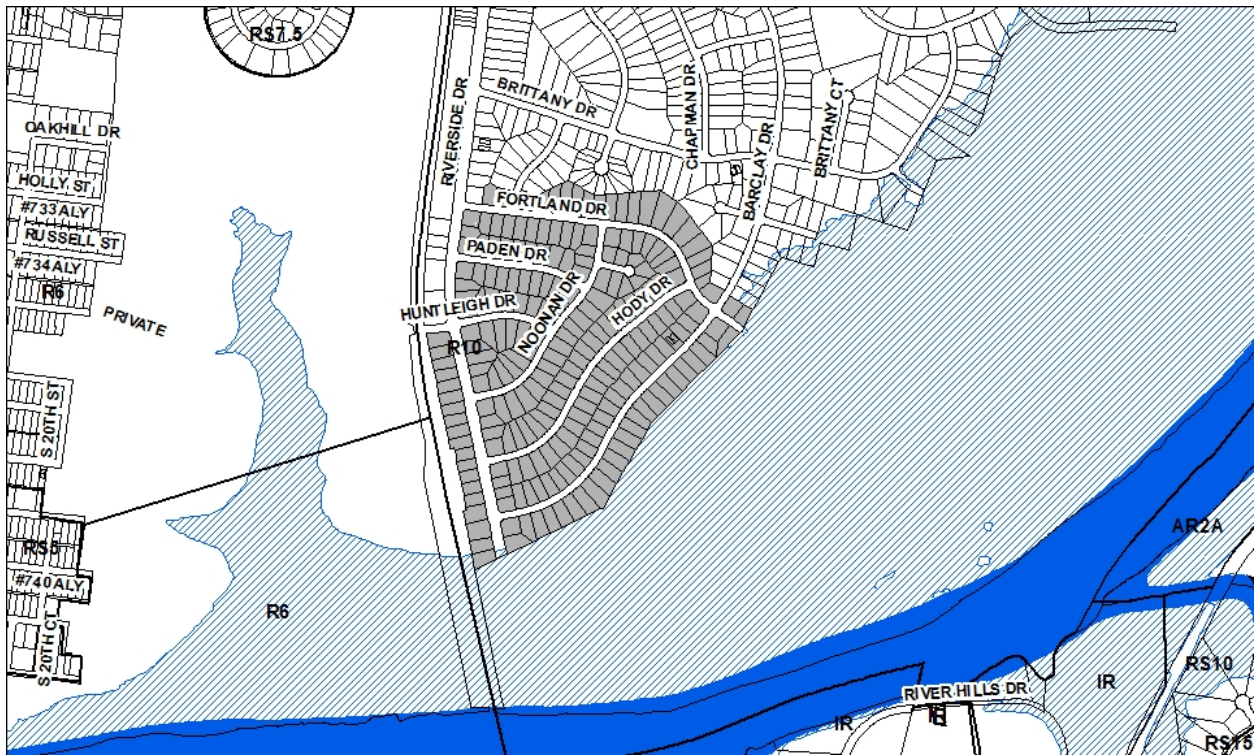 RS7.5
BRITTANY DR
RIVERSIDE DR
CHAPMAN DR
BRITTANY CT
BARCLAY DR
OAKHILL DR
HOLLY ST
#733 ALY
RUSSELL ST
#734 ALY
R6
PRIVATE
FORTLAND DR
PADEN DR
HUNTLEIGH DR
NOONAN DR
HODY DR
R10
S 20TH ST
RS5
#740 ALY
S 20TH CT
R6
AR2A
RS10
IR
RIVER HILLS DR
IR
RS15